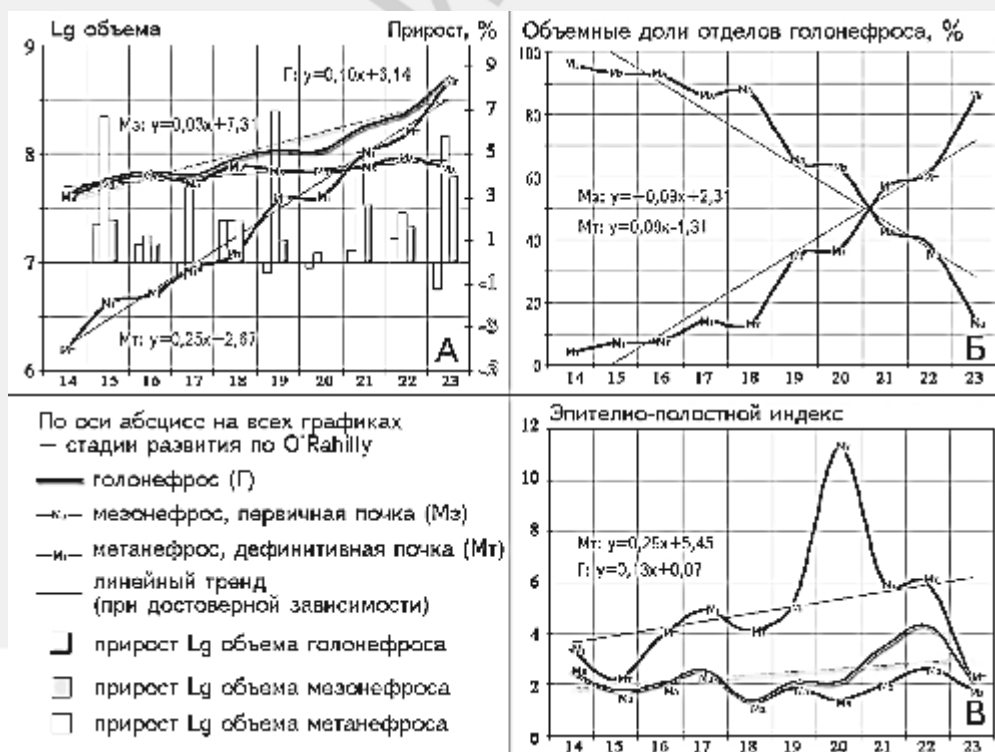 Lg объема
Прирост, %
9
8
7
6
9
7
5
3
1
-1
-3
Г: y=0,10x+6,14
Мз: y=0,03x+7,31
Мт: y=0,25x+2,67
А
14 15 16 17 18 19 20 21 22 23
Объемные доли отделов голонефроса, %
100
80
60
40
20
0
Мз: y=-0,09x+2,31
Мт: y=0,09x-1,31
Б
14 15 16 17 18 19 20 21 22 23
По оси абсцисс на всех графиках
— стадии развития по O'Rahilly
голонефрос (Г)
мезонефрос, первичная почка (Мз)
метанефрос, дефинитивная почка (Мт)
линейный тренд
(при достоверной зависимости)
прирост Lg объема голонефроса
прирост Lg объема мезонефроса
прирост Lg объема метанефроса
Эпителио-полостной индекс
12
10
8
6
4
2
0
Мт: y=0,29x+5,45
Г: y=0,13x+0,07
В
14 15 16 17 18 19 20 21 22 23